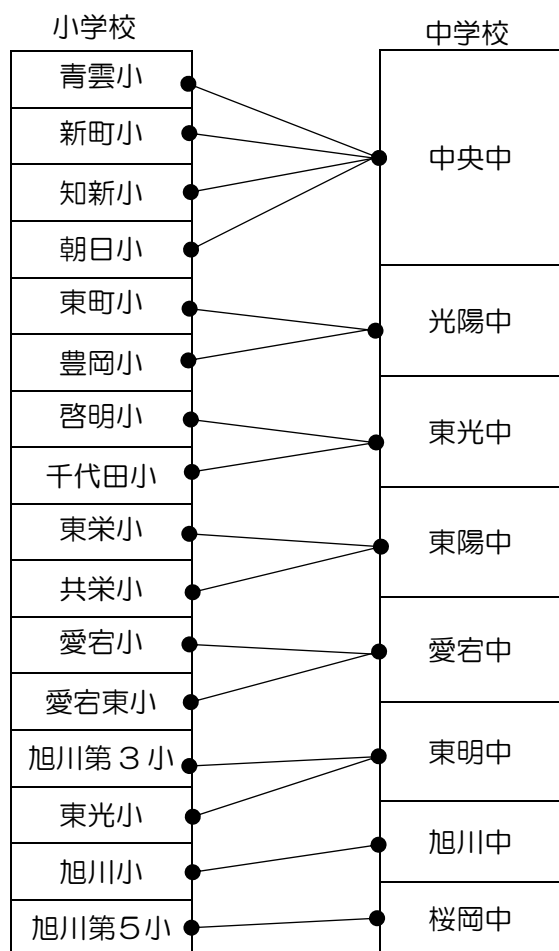 小学校
青雲小
新町小
知新小
朝日小
東町小
豊岡小
啓明小
千代田小
東栄小
共栄小
愛宕小
愛宕東小
旭川第３小
東光小
旭川小
旭川第５小
中学校
中央中
光陽中
東光中
東陽中
愛宕中
東明中
旭川中
桜岡中